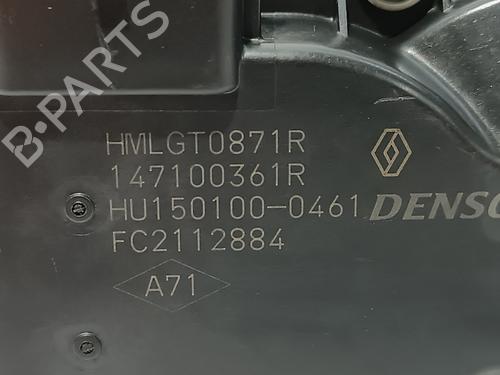 B-PARTS
HMLGT0871R
147100361R
HU150100-0461 DENSO
FC2112884
A71